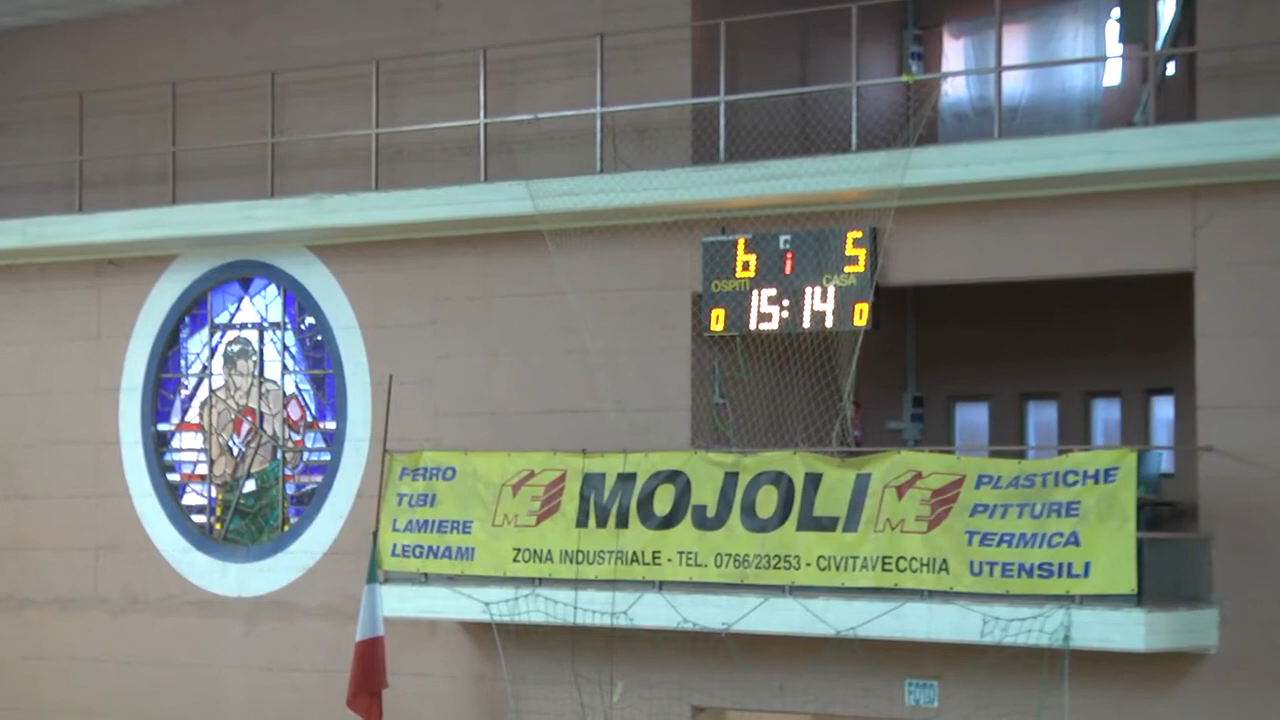 6 1 5
OSPITI CASA
0 15:14 0
FERRO
TUBI
LAMIERE
LEGNAMI
ME MOJOLI ME
ZONA INDUSTRIALE - TEL. 0766/23253 - CIVITAVECCHIA
PLASTICHE
PITTURE
TERMICA
UTENSILI